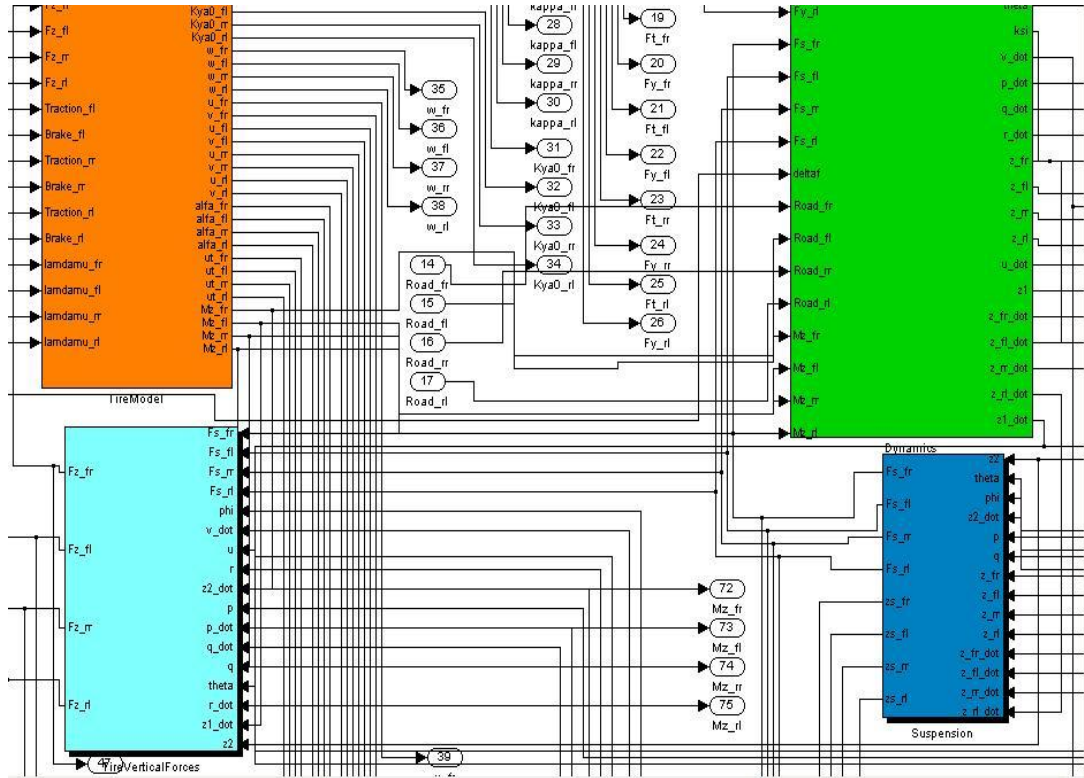 Fz_fr
Fz_fl
Fz_rr
Fz_rl
Traction_fl
Brake_fl
Traction_rr
Brake_rr
Traction_rl
Brake_rl
lamdamu_fr
lamdamu_fl
lamdamu_rr
lamdamu_rl
Kya0_fl
Kya0_rr
Kya0_rl
w_fr
w_fl
w_rr
w_rl
u_fr
v_fr
u_fl
v_fl
u_rr
v_rr
u_rl
v_rl
alfa_fr
alfa_fl
alfa_rr
alfa_rl
ut_fr
ut_fl
ut_rr
ut_rl
Mz_fr
Mz_fl
Mz_rr
Mz_rl
TireModel
35
w_fr
36
w_fl
37
w_rr
38
w_rl
14
Road_fr
15
Road_fl
16
Road_rr
17
Road_rl
28
kappa_fl
29
kappa_rr
30
kappa_rl
31
Kya0_fr
32
Kya0_fl
33
Kya0_rr
34
Kya0_rl
19
Ft_fr
20
Fy_fr
21
Ft_fl
22
Fy_fl
23
Ft_rr
24
Fy_rr
25
Ft_rl
26
Fy_rl
Fy_rl
Fs_fr
Fs_fl
Fs_rr
Fs_rl
deltaf
Road_fr
Road_fl
Road_rr
Road_rl
Mz_fr
Mz_fl
Mz_rr
Mz_rl
theta
ksi
v_dot
p_dot
q_dot
r_dot
z_fr
z_fl
z_rr
z_rl
u_dot
z1
z_fr_dot
z_fl_dot
z_rr_dot
z_rl_dot
z1_dot
Dynamics
Fz_fr
Fz_fl
Fz_rr
Fz_rl
Fs_fr
Fs_fl
Fs_rr
Fs_rl
phi
v_dot
u
r
z2_dot
p
p_dot
q_dot
q
theta
r_dot
z1_dot
z2
47
TireVerticalForces
39
72
Mz_fr
73
Mz_fl
74
Mz_rr
75
Mz_rl
Fs_fr
Fs_fl
Fs_rr
Fs_rl
zs_fr
zs_fl
zs_rr
zs_rl
z2
theta
phi
z2_dot
p
q
z_fr
z_fl
z_rr
z_rl
z_fr_dot
z_fl_dot
z_rr_dot
z_rl_dot
Suspension